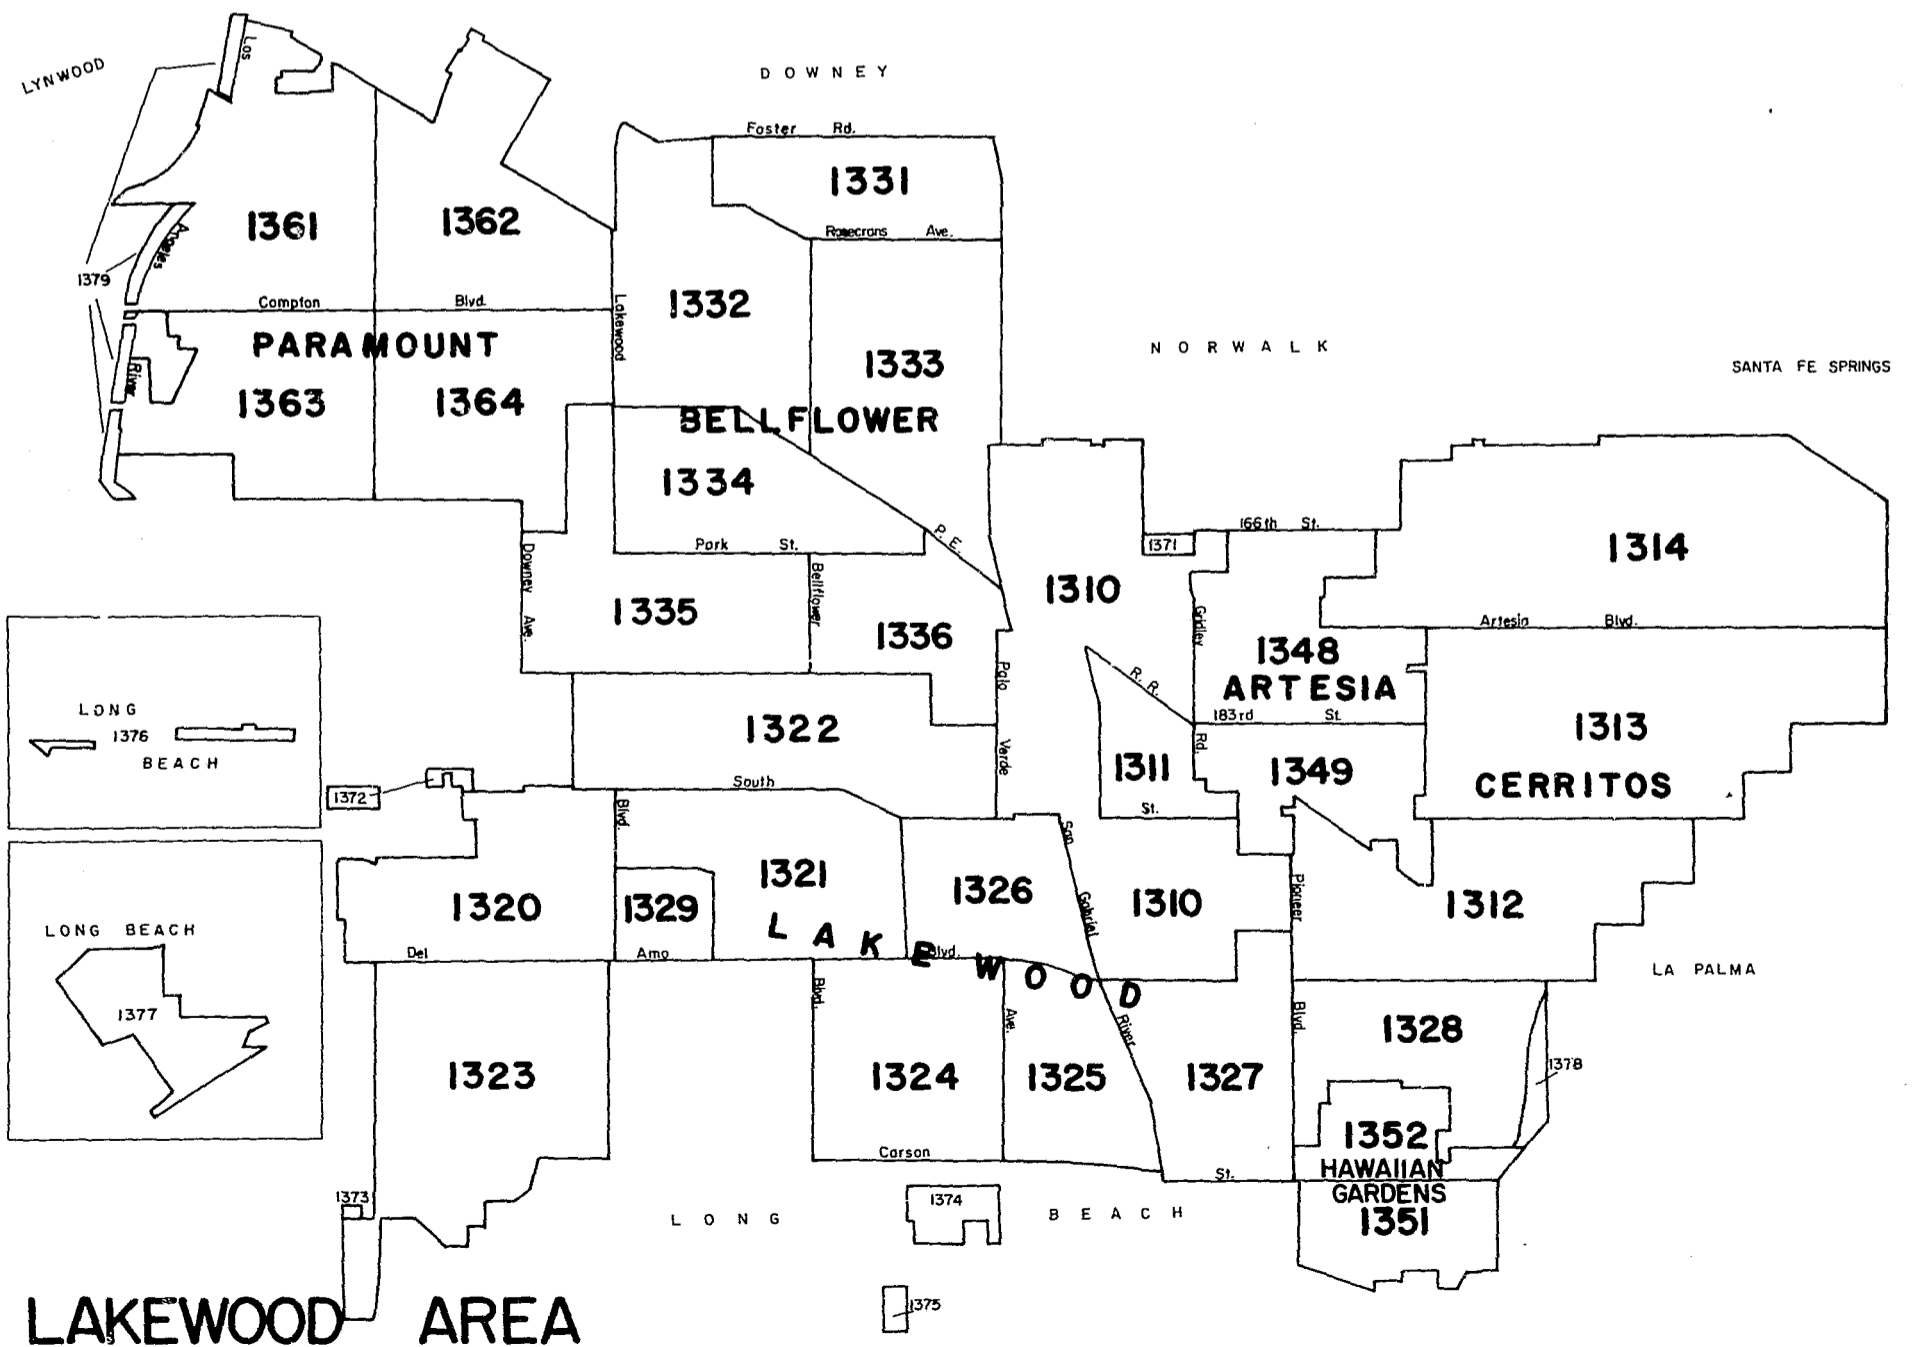 LYNWOOD
Los
DOWNEY
Foster Rd.
1331
1361
1362
Angeles
Rosecrans Ave.
1379
Compton Blvd.
Lakewood
1332
PARAMOUNT
River
1333
NORWALK
SANTA FE SPRINGS
1363
1364
BELLFLOWER
1334
P. E.
166th St.
1371
1314
Park St.
Downey Ave.
Bellflower
1310
1335
1336
Gridley
Artesia Blvd.
1348
Palo
R. R.
ARTESIA
LONG
1376
BEACH
183rd St.
1322
1313
Verde
Rd.
1311
1349
CERRITOS
South
1372
St.
Blvd.
San
1321
1320
1329
1326
Gabriel
1310
Pioneer
1312
LAKEWOOD
LONG BEACH
Del
Amo
Blvd.
LA PALMA
1377
Blvd.
Ave.
River
Blvd.
1328
1323
1324
1325
1327
1378
1352
Carson
St.
HAWAIIAN
GARDENS
1351
1373
1374
LONG BEACH
1375
LAKEWOOD AREA